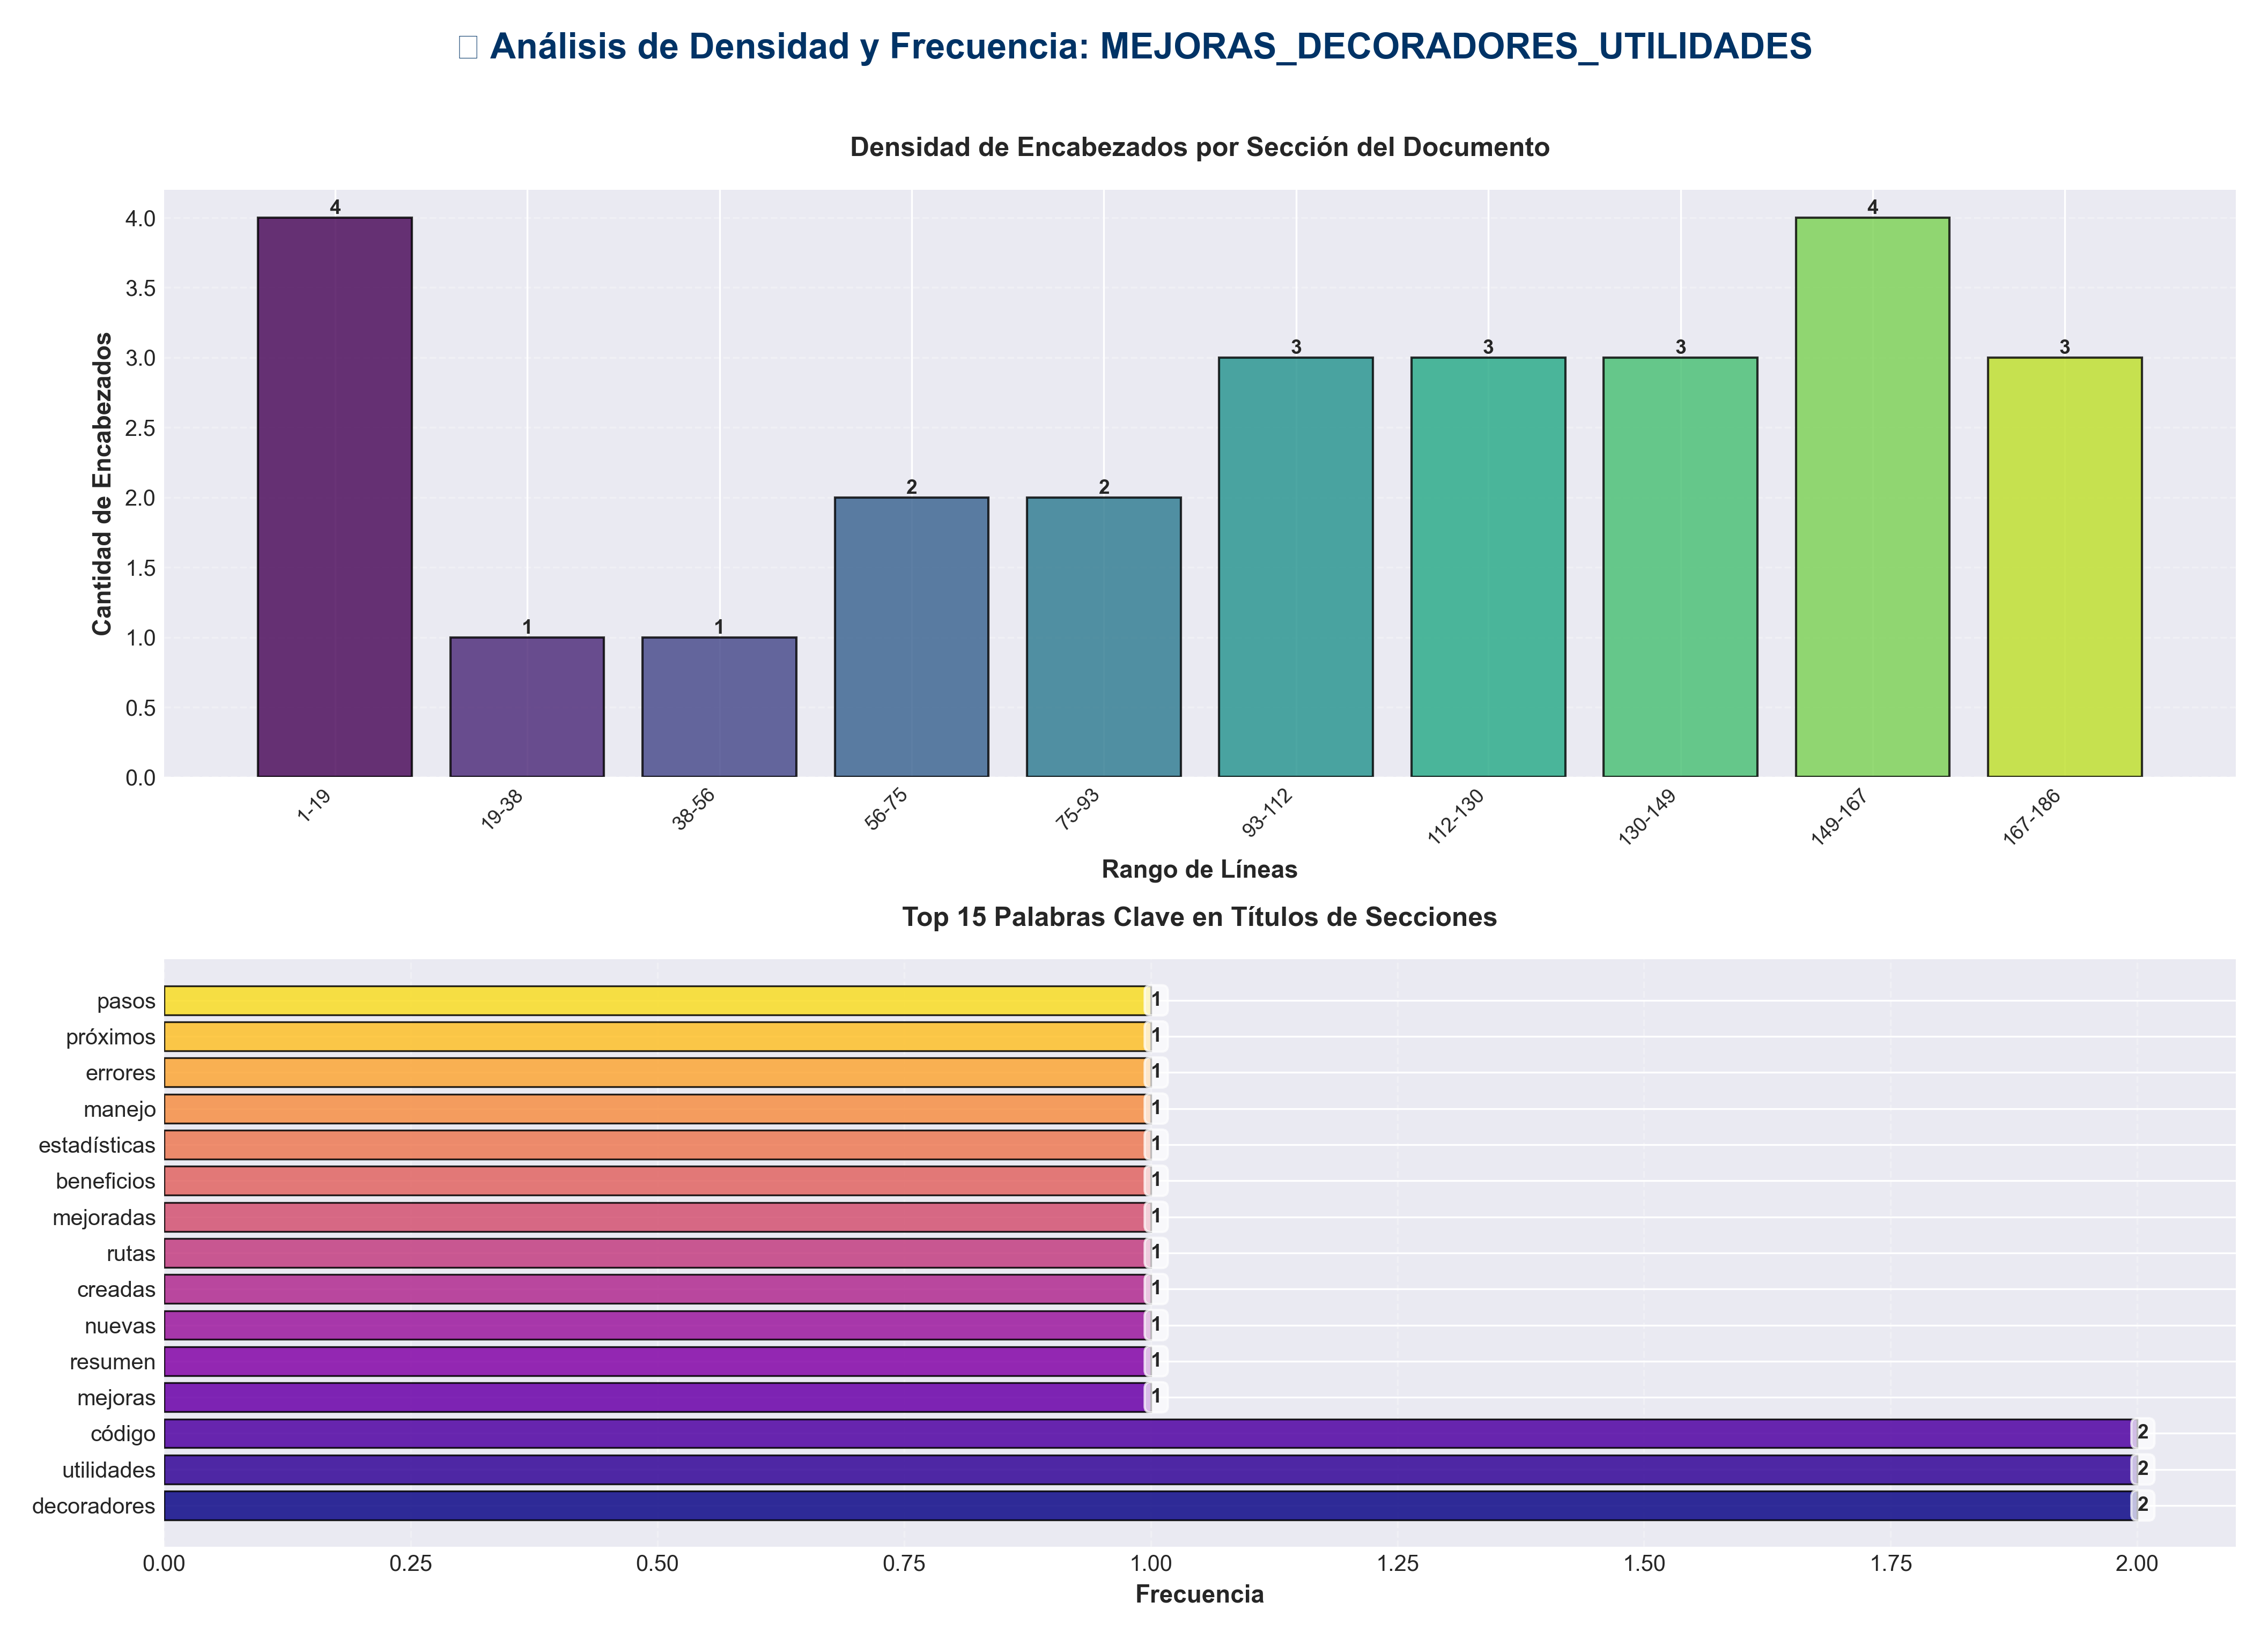 Análisis de Densidad y Frecuencia: MEJORAS_DECORADORES_UTILIDADES
Densidad de Encabezados por Sección del Documento
Cantidad de Encabezados
4.0
3.5
3.0
2.5
2.0
1.5
1.0
0.5
0.0
4
1
1
2
2
3
3
3
4
3
1-19
19-38
38-56
56-75
75-93
93-112
112-130
130-149
149-167
167-186
Rango de Líneas
Top 15 Palabras Clave en Títulos de Secciones
pasos 1
próximos 1
errores 1
manejo 1
estadísticas 1
beneficios 1
mejoradas 1
rutas 1
creadas 1
nuevas 1
resumen 1
mejoras 1
código 2
utilidades 2
decoradores 2
0.00 0.25 0.50 0.75 1.00 1.25 1.50 1.75 2.00
Frecuencia